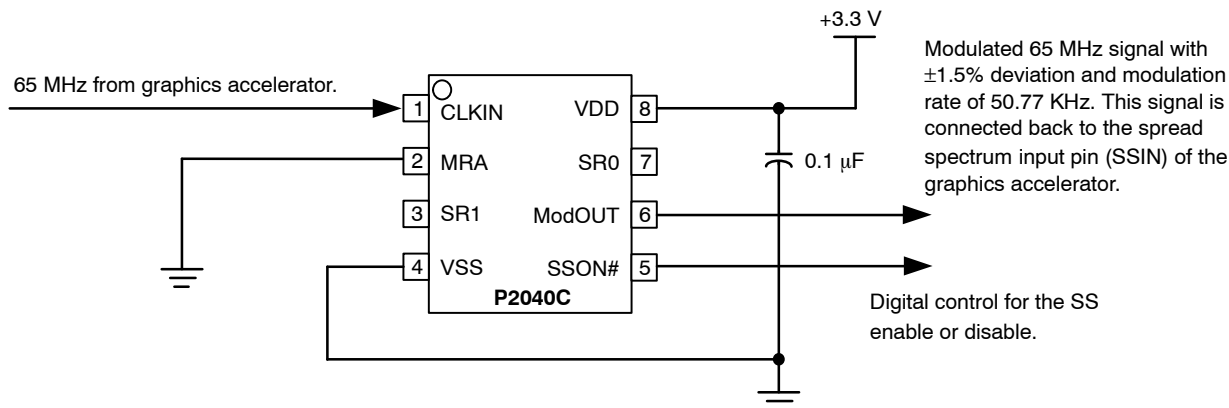 +3.3 V
65 MHz from graphics accelerator.
Modulated 65 MHz signal with
±1.5% deviation and modulation
rate of 50.77 KHz. This signal is
connected back to the spread
spectrum input pin (SSIN) of the
graphics accelerator.
1 CLKIN VDD 8
2 MRA SR0 7
0.1 μF
3 SR1 ModOUT 6
4 VSS SSON# 5
P2040C
Digital control for the SS
enable or disable.